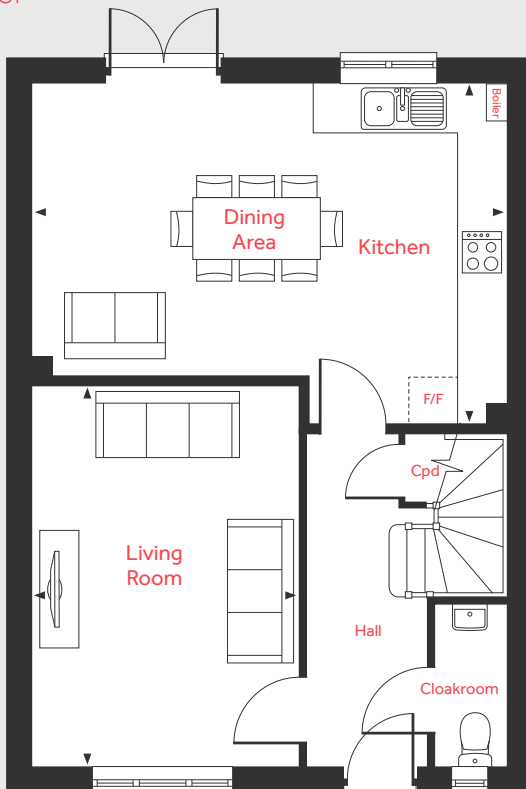 Boiler
Dining
Area
Kitchen
F/F
Cpd
Living
Room
Hall
Cloakroom